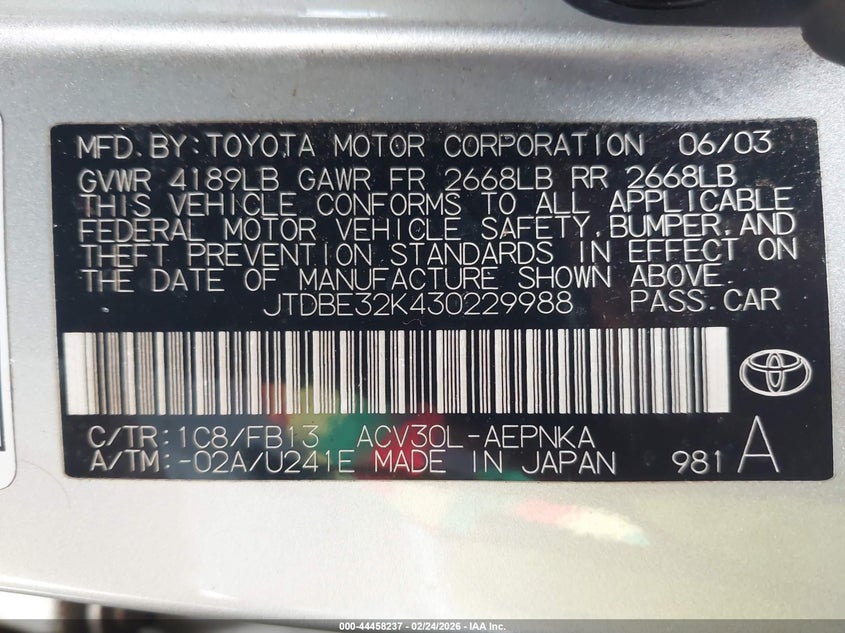 MFD.BY:TOYOTA MOTOR CORPORATION 06/03
GVWR 4189LB GAWR FR 2668LB RR 2668LB
THIS VEHICLE CONFORMS TO ALL APPLICABLE
FEDERAL MOTOR VEHICLE SAFETY,BUMPER,AND
THEFT PREVENTION STANDARDS IN EFFECT ON
THE DATE OF MANUFACTURE SHOWN ABOVE.
JTDBE32K430229988 PASS.CAR
C/TR:1C8/FB13 ACV30L-AEPNKA
A/TM:-02A/U241E MADE IN JAPAN 981 A
000-44458237 - 02/24/2026 - IAA Inc.